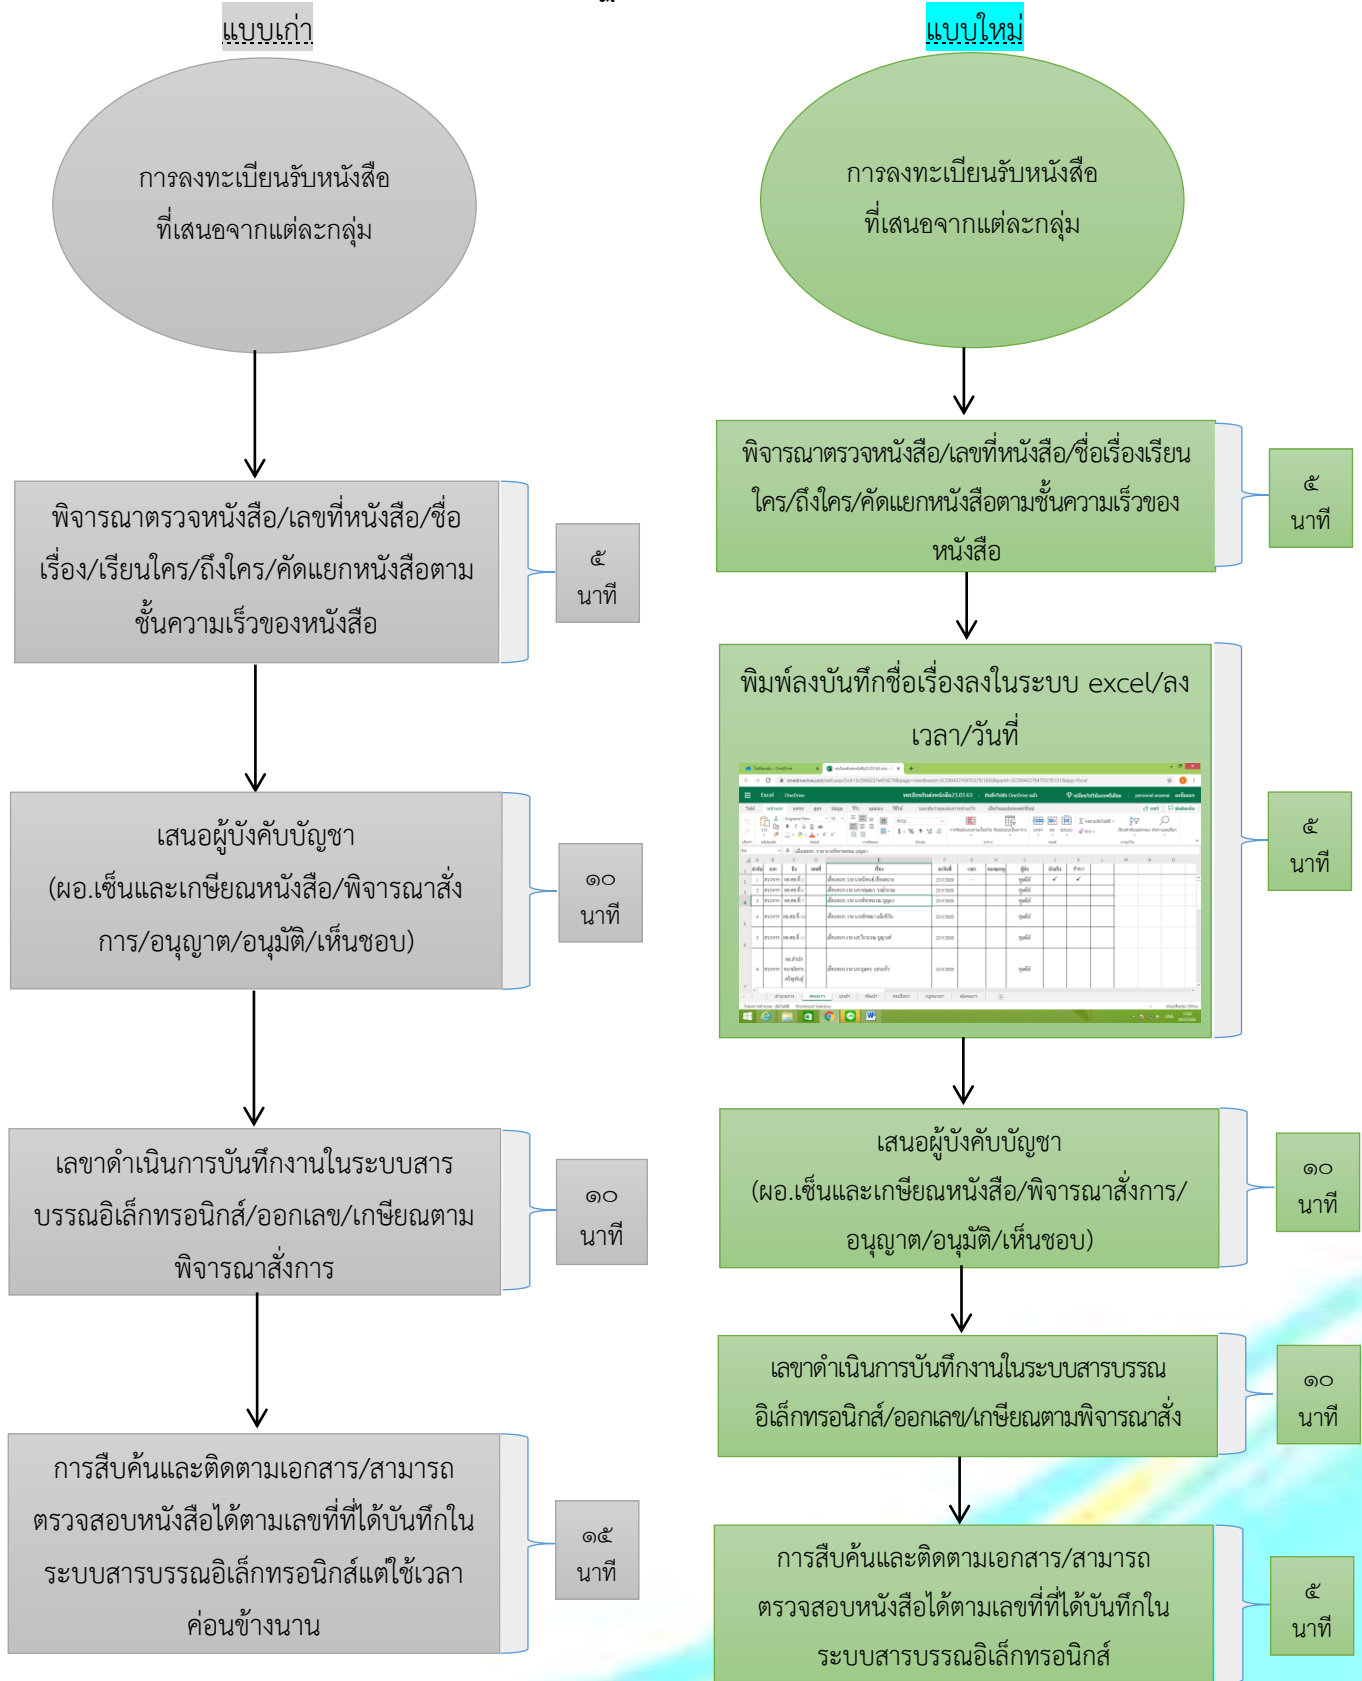 แบบเก่า
การลงทะเบียนรับหนังสือ
ที่เสนอจากแต่ละกลุ่ม
พิจารณาตรวจหนังสือ/เลขที่หนังสือ/ชื่อ
เรื่อง/เรียนใคร/ถึงใคร/คัดแยกหนังสือตาม
ชั้นความเร็วของหนังสือ
๕
นาที
เสนอผู้บังคับบัญชา
(ผอ.เซ็นและเกษียณหนังสือ/พิจารณาสั่ง
การ/อนุญาต/อนุมัติ/เห็นชอบ)
๑๐
นาที
เลขาดำเนินการบันทึกงานในระบบสาร
บรรณอิเล็กทรอนิกส์/ออกเลข/เกษียณตาม
พิจารณาสั่งการ
๑๐
นาที
การสืบค้นและติดตามเอกสาร/สามารถ
ตรวจสอบหนังสือได้ตามเลขที่ที่ได้บันทึกใน
ระบบสารบรรณอิเล็กทรอนิกส์แต่ใช้เวลา
ค่อนข้างนาน
๑๕
นาที
แบบใหม่
การลงทะเบียนรับหนังสือ
ที่เสนอจากแต่ละกลุ่ม
พิจารณาตรวจหนังสือ/เลขที่หนังสือ/ชื่อเรื่องเรียน
ใคร/ถึงใคร/คัดแยกหนังสือตามชั้นความเร็วของ
หนังสือ
๕
นาที
พิมพ์ลงบันทึกชื่อเรื่องลงในระบบ excel/ลง
เวลา/วันที่
Excel
OneDrive
๕
นาที
เสนอผู้บังคับบัญชา
(ผอ.เซ็นและเกษียณหนังสือ/พิจารณาสั่งการ/
อนุญาต/อนุมัติ/เห็นชอบ)
๑๐
นาที
เลขาดำเนินการบันทึกงานในระบบสารบรรณ
อิเล็กทรอนิกส์/ออกเลข/เกษียณตามพิจารณาสั่ง
๑๐
นาที
การสืบค้นและติดตามเอกสาร/สามารถ
ตรวจสอบหนังสือได้ตามเลขที่ที่ได้บันทึกใน
ระบบสารบรรณอิเล็กทรอนิกส์
๕
นาที